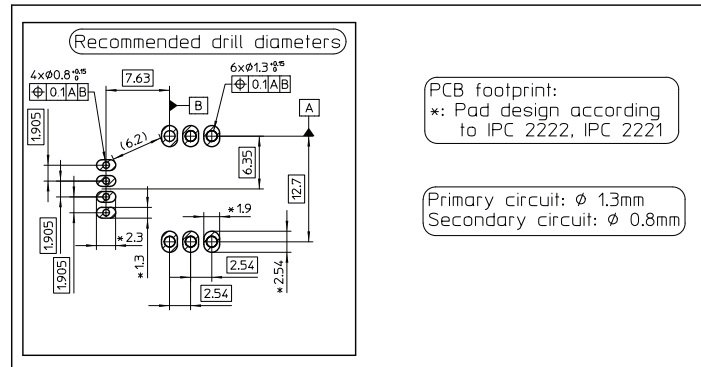 Recommended drill diameters
4xØ0.8 +0.15 0
⌖ 0.1 A B
7.63
6xØ1.3 +0.15 0
⌖ 0.1 A B
B
A
(6.2)
1.905
6.35
12.7
*1.9
*2.3
*1.3
1.905
1.905
2.54
2.54
*2.54
PCB footprint:
*: Pad design according
to IPC 2222, IPC 2221
Primary circuit: Ø 1.3mm
Secondary circuit: Ø 0.8mm